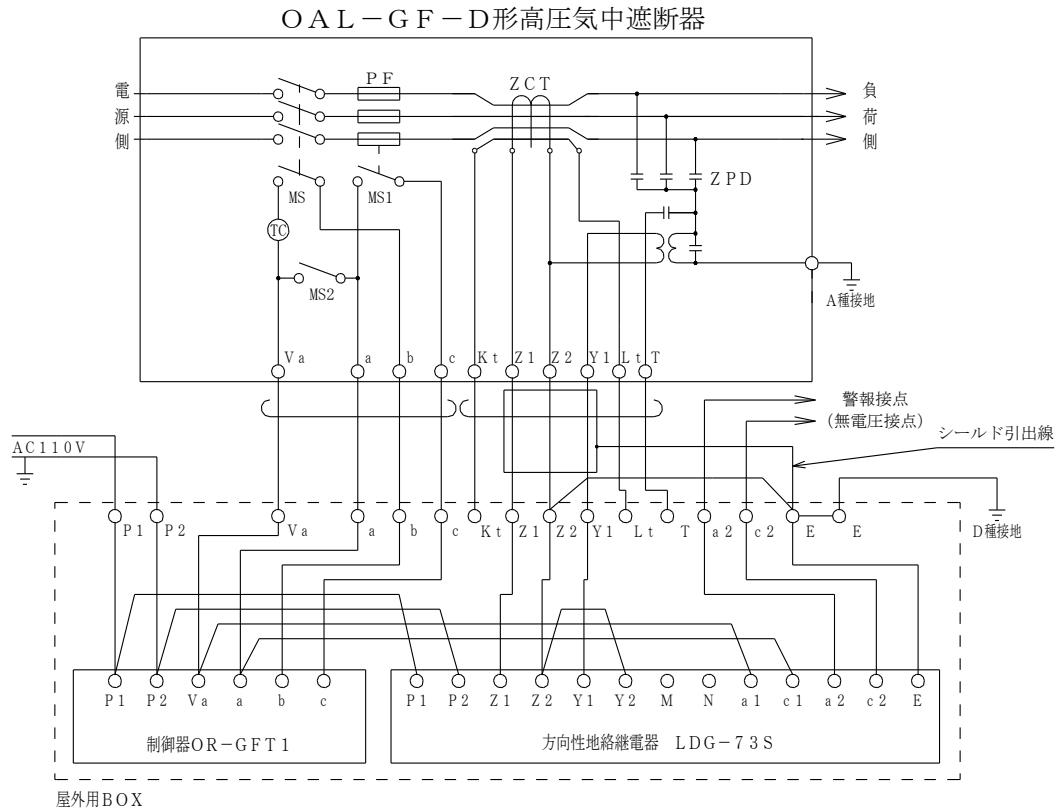 OAL-GF-D形高圧気中遮断器
電
源
側
PF
ZCT
負
荷
側
ZPD
MS
MS1
TC
MS2
A種接地
Va
a
b
c
Kt
Z1
Z2
Y1
Lt
T
警報接点
(無電圧接点)
シールド引出線
AC110V
P1
P2
Va
a
b
c
Kt
Z1
Z2
Y1
Lt
T
a2
c2
E
E
D種接地
P1
P2
Va
a
b
c
P1
P2
Z1
Z2
Y1
Y2
M
N
a1
c1
a2
c2
E
制御器OR-GFT1
方向性地絡継電器 LDG-73S
屋外用BOX